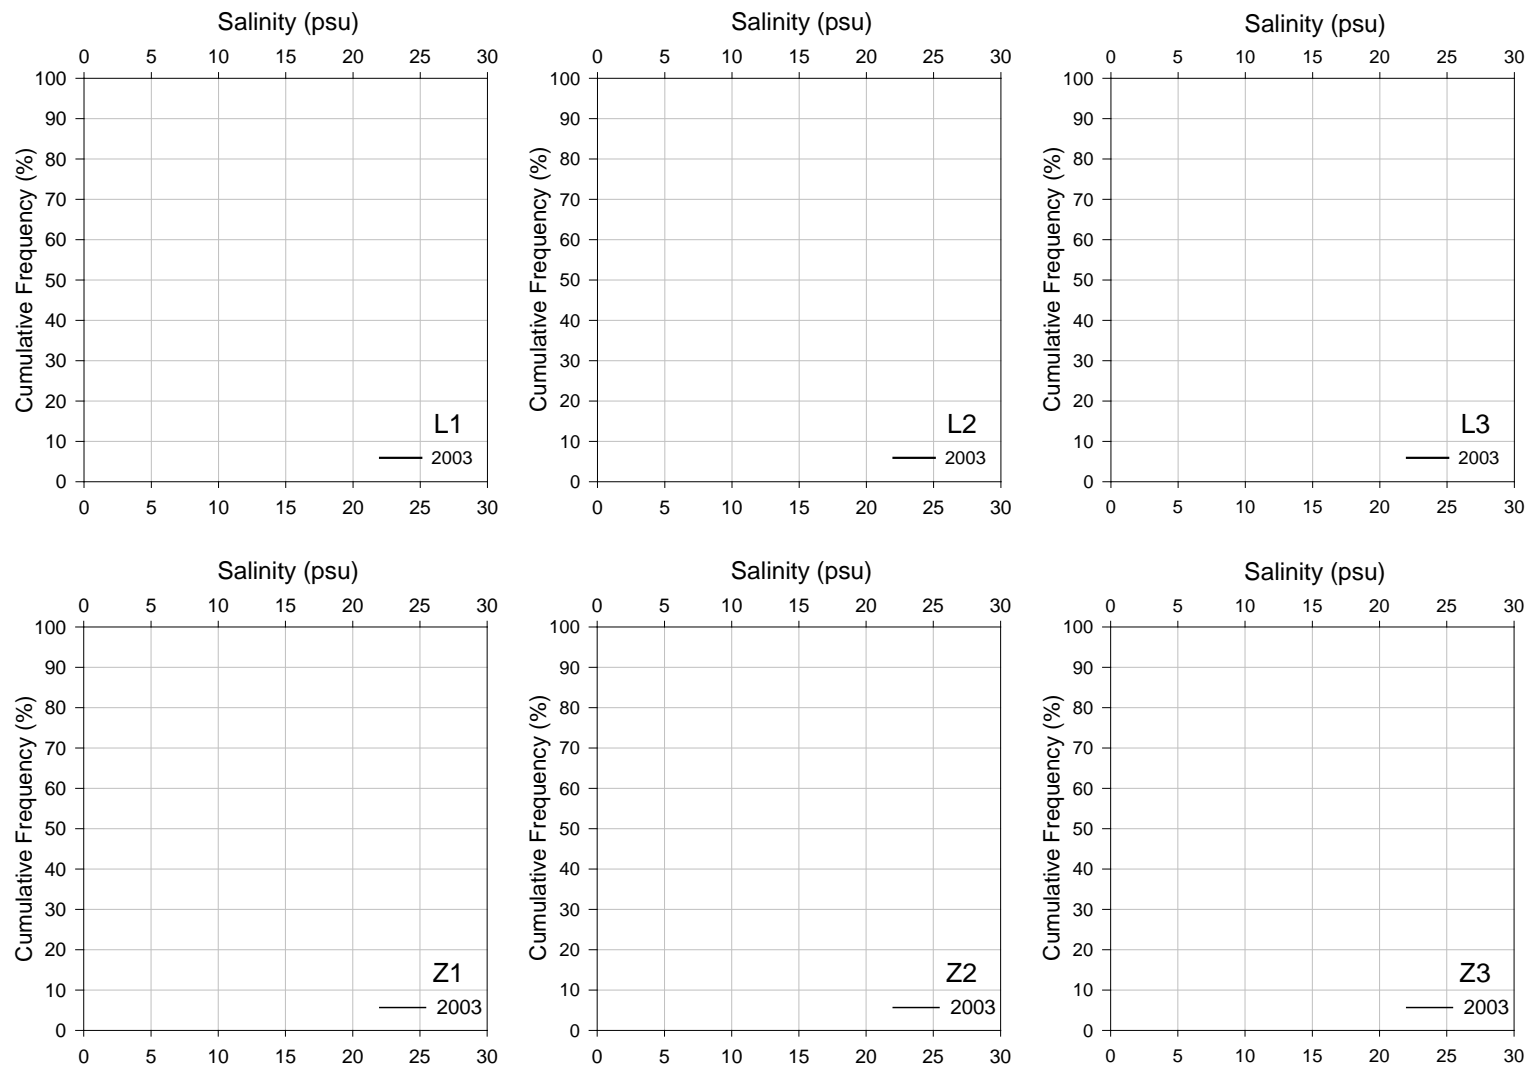 Salinity (psu) Salinity (psu) Salinity (psu)
0 5 10 15 20 25 30 0 5 10 15 20 25 30 0 5 10 15 20 25 30
100 100 100
90 90 90
80 80 80
70 70 70
60 60 60
50 50 50
40 40 40
30 30 30
20 20 20
10 10 10
0 0 0
Cumulative Frequency (%) Cumulative Frequency (%) Cumulative Frequency (%)
L1 L2 L3
2003 2003 2003
0 5 10 15 20 25 30 0 5 10 15 20 25 30 0 5 10 15 20 25 30
Salinity (psu) Salinity (psu) Salinity (psu)
0 5 10 15 20 25 30 0 5 10 15 20 25 30 0 5 10 15 20 25 30
100 100 100
90 90 90
80 80 80
70 70 70
60 60 60
50 50 50
40 40 40
30 30 30
20 20 20
10 10 10
0 0 0
Cumulative Frequency (%) Cumulative Frequency (%) Cumulative Frequency (%)
Z1 Z2 Z3
2003 2003 2003
0 5 10 15 20 25 30 0 5 10 15 20 25 30 0 5 10 15 20 25 30